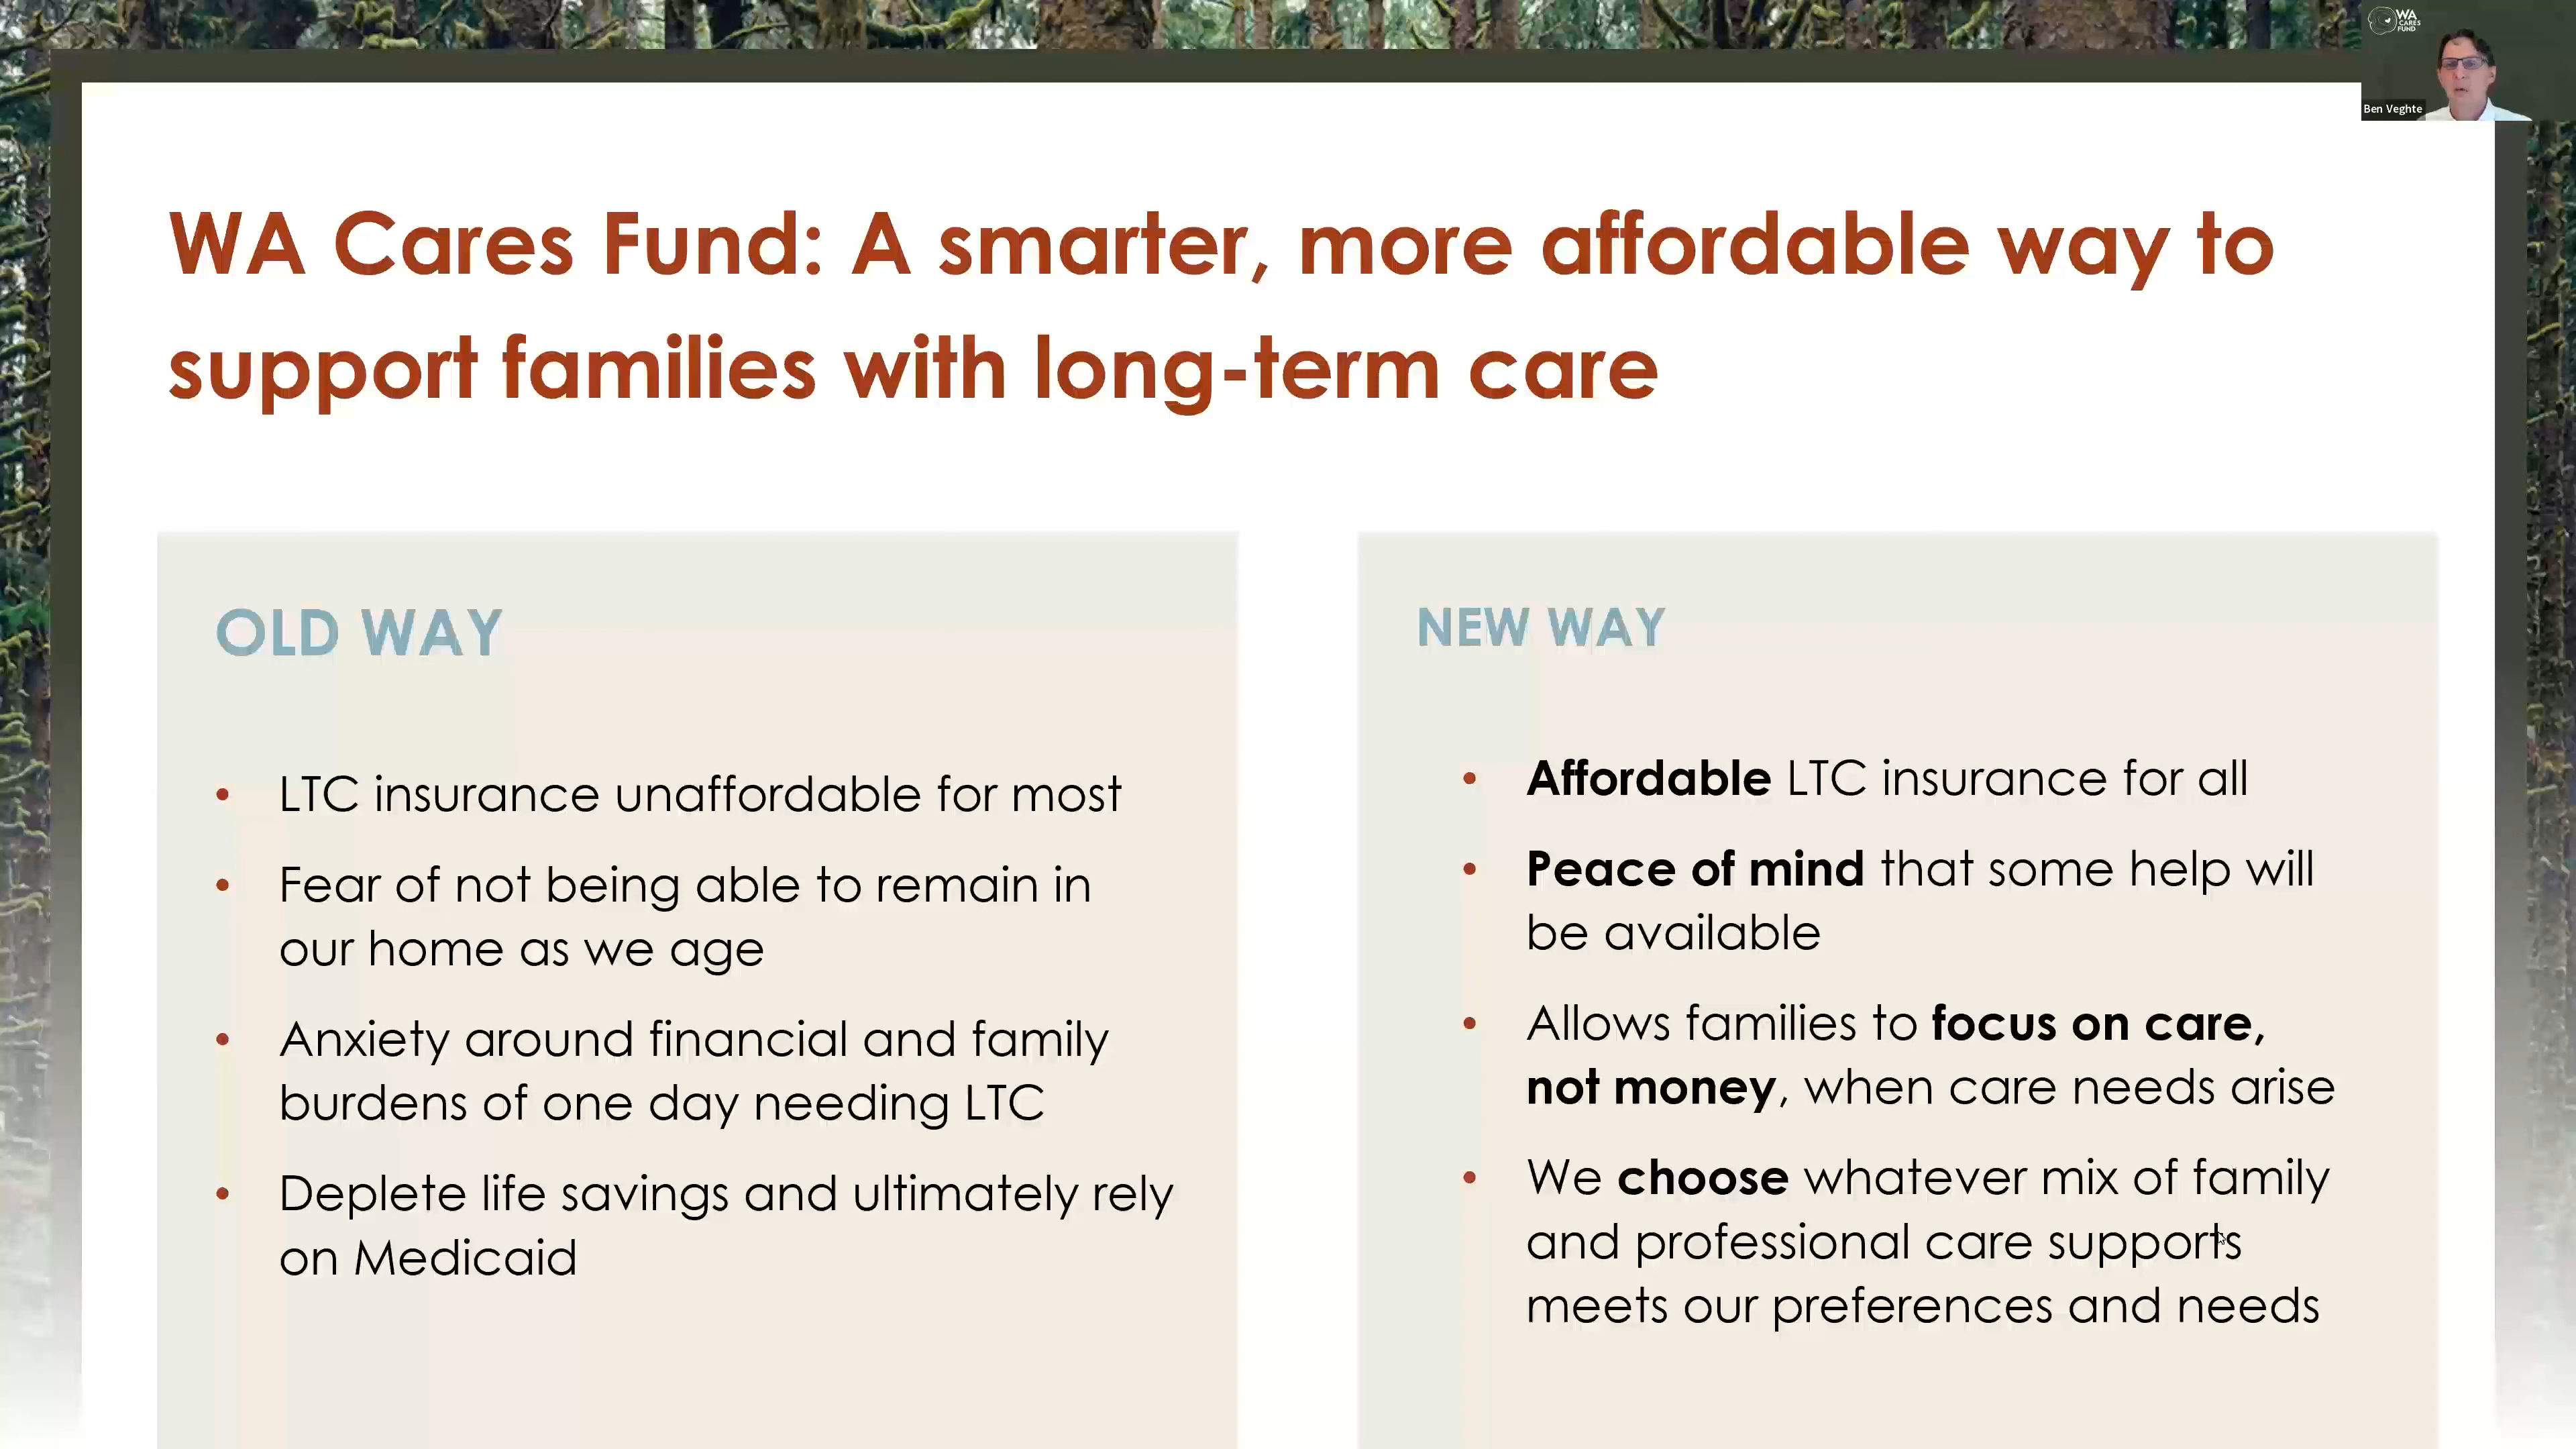 WA
CARES
FUND
Ben Veghte
WA Cares Fund: A smarter, more affordable way to
support families with long-term care
OLD WAY
• LTC insurance unaffordable for most
• Fear of not being able to remain in
our home as we age
• Anxiety around financial and family
burdens of one day needing LTC
• Deplete life savings and ultimately rely
on Medicaid
NEW WAY
• Affordable LTC insurance for all
• Peace of mind that some help will
be available
• Allows families to focus on care,
not money, when care needs arise
• We choose whatever mix of family
and professional care supports
meets our preferences and needs